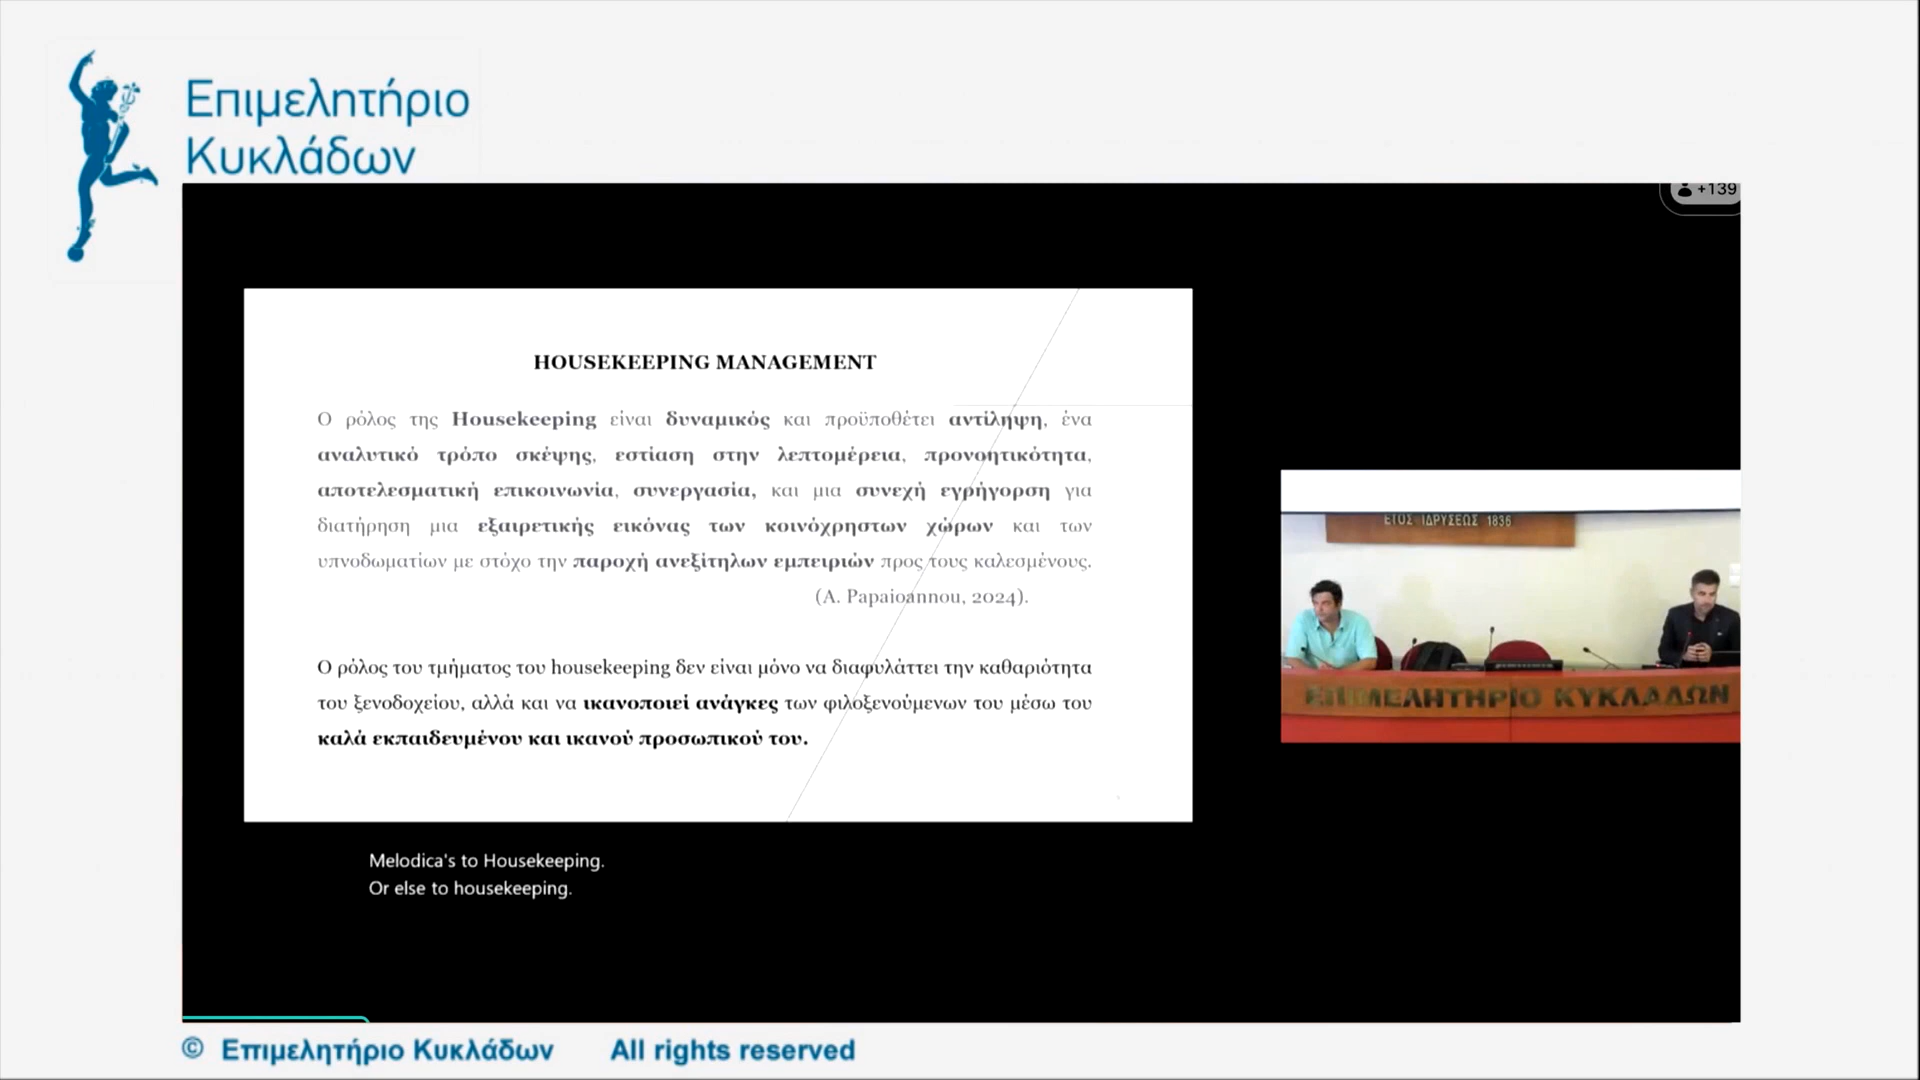 Επιμελητήριο
Κυκλάδων
+139
HOUSEKEEPING MANAGEMENT
Ο ρόλος της Housekeeping είναι δυναμικός και προϋποθέτει αντίληψη, ένα
αναλυτικό τρόπο σκέψης, εστίαση στην λεπτομέρεια, προνοητικότητα,
αποτελεσματική επικοινωνία, συνεργασία, και μια συνεχή εγρήγορση για
διατήρηση μια εξαιρετικής εικόνας των κοινόχρηστων χώρων και των
υπνοδωματίων με στόχο την παροχή ανεξίτηλων εμπειριών προς τους καλεσμένους.
(A. Papaioannou, 2024).
Ο ρόλος του τμήματος του housekeeping δεν είναι μόνο να διαφυλάττει την καθαριότητα
του ξενοδοχείου, αλλά και να ικανοποιεί ανάγκες των φιλοξενούμενων του μέσω του
καλά εκπαιδευμένου και ικανού προσωπικού του.
ΕΤΟΣ ΙΔΡΥΣΕΩΣ 1836
ΕΠΙΜΕΛΗΤΗΡΙΟ ΚΥΚΛΑΔΩΝ
Melodica's to Housekeeping.
Or else to housekeeping.
© Επιμελητήριο Κυκλάδων All rights reserved